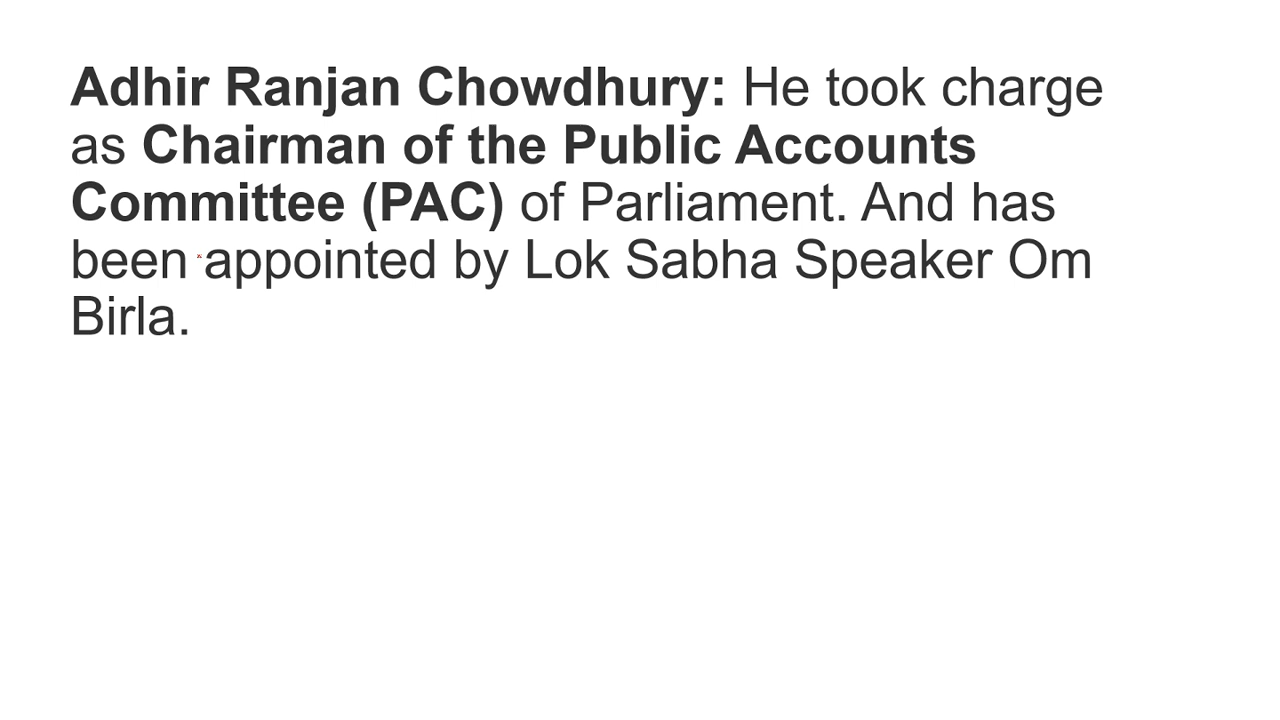 Adhir Ranjan Chowdhury: He took charge
as Chairman of the Public Accounts
Committee (PAC) of Parliament. And has
been appointed by Lok Sabha Speaker Om
Birla.